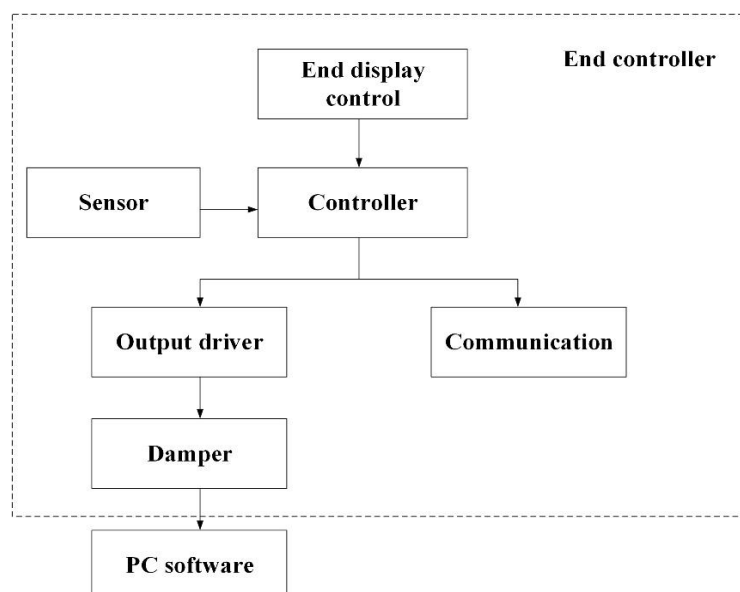 End display
control
End controller
Sensor
Controller
Output driver
Communication
Damper
PC software